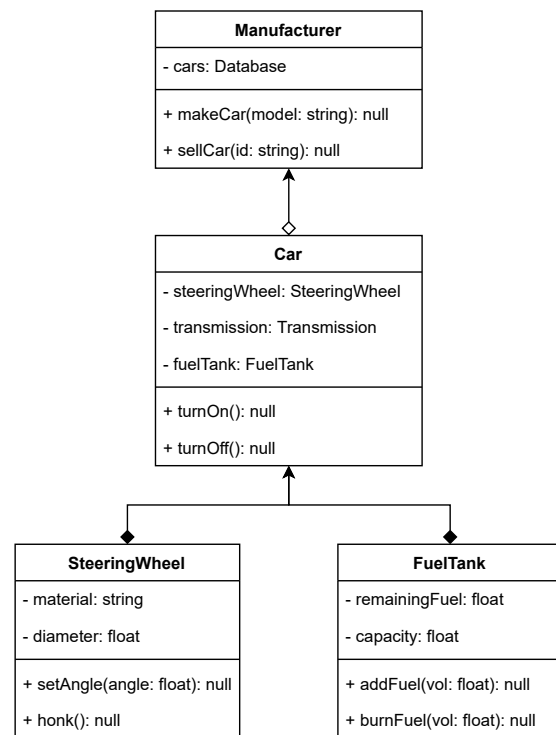 Manufacturer
- cars: Database
+ makeCar(model: string): null
+ sellCar(id: string): null
Car
- steeringWheel: SteeringWheel
- transmission: Transmission
- fuelTank: FuelTank
+ turnOn(): null
+ turnOff(): null
SteeringWheel
- material: string
- diameter: float
+ setAngle(angle: float): null
+ honk(): null
FuelTank
- remainingFuel: float
- capacity: float
+ addFuel(vol: float): null
+ burnFuel(vol: float): null